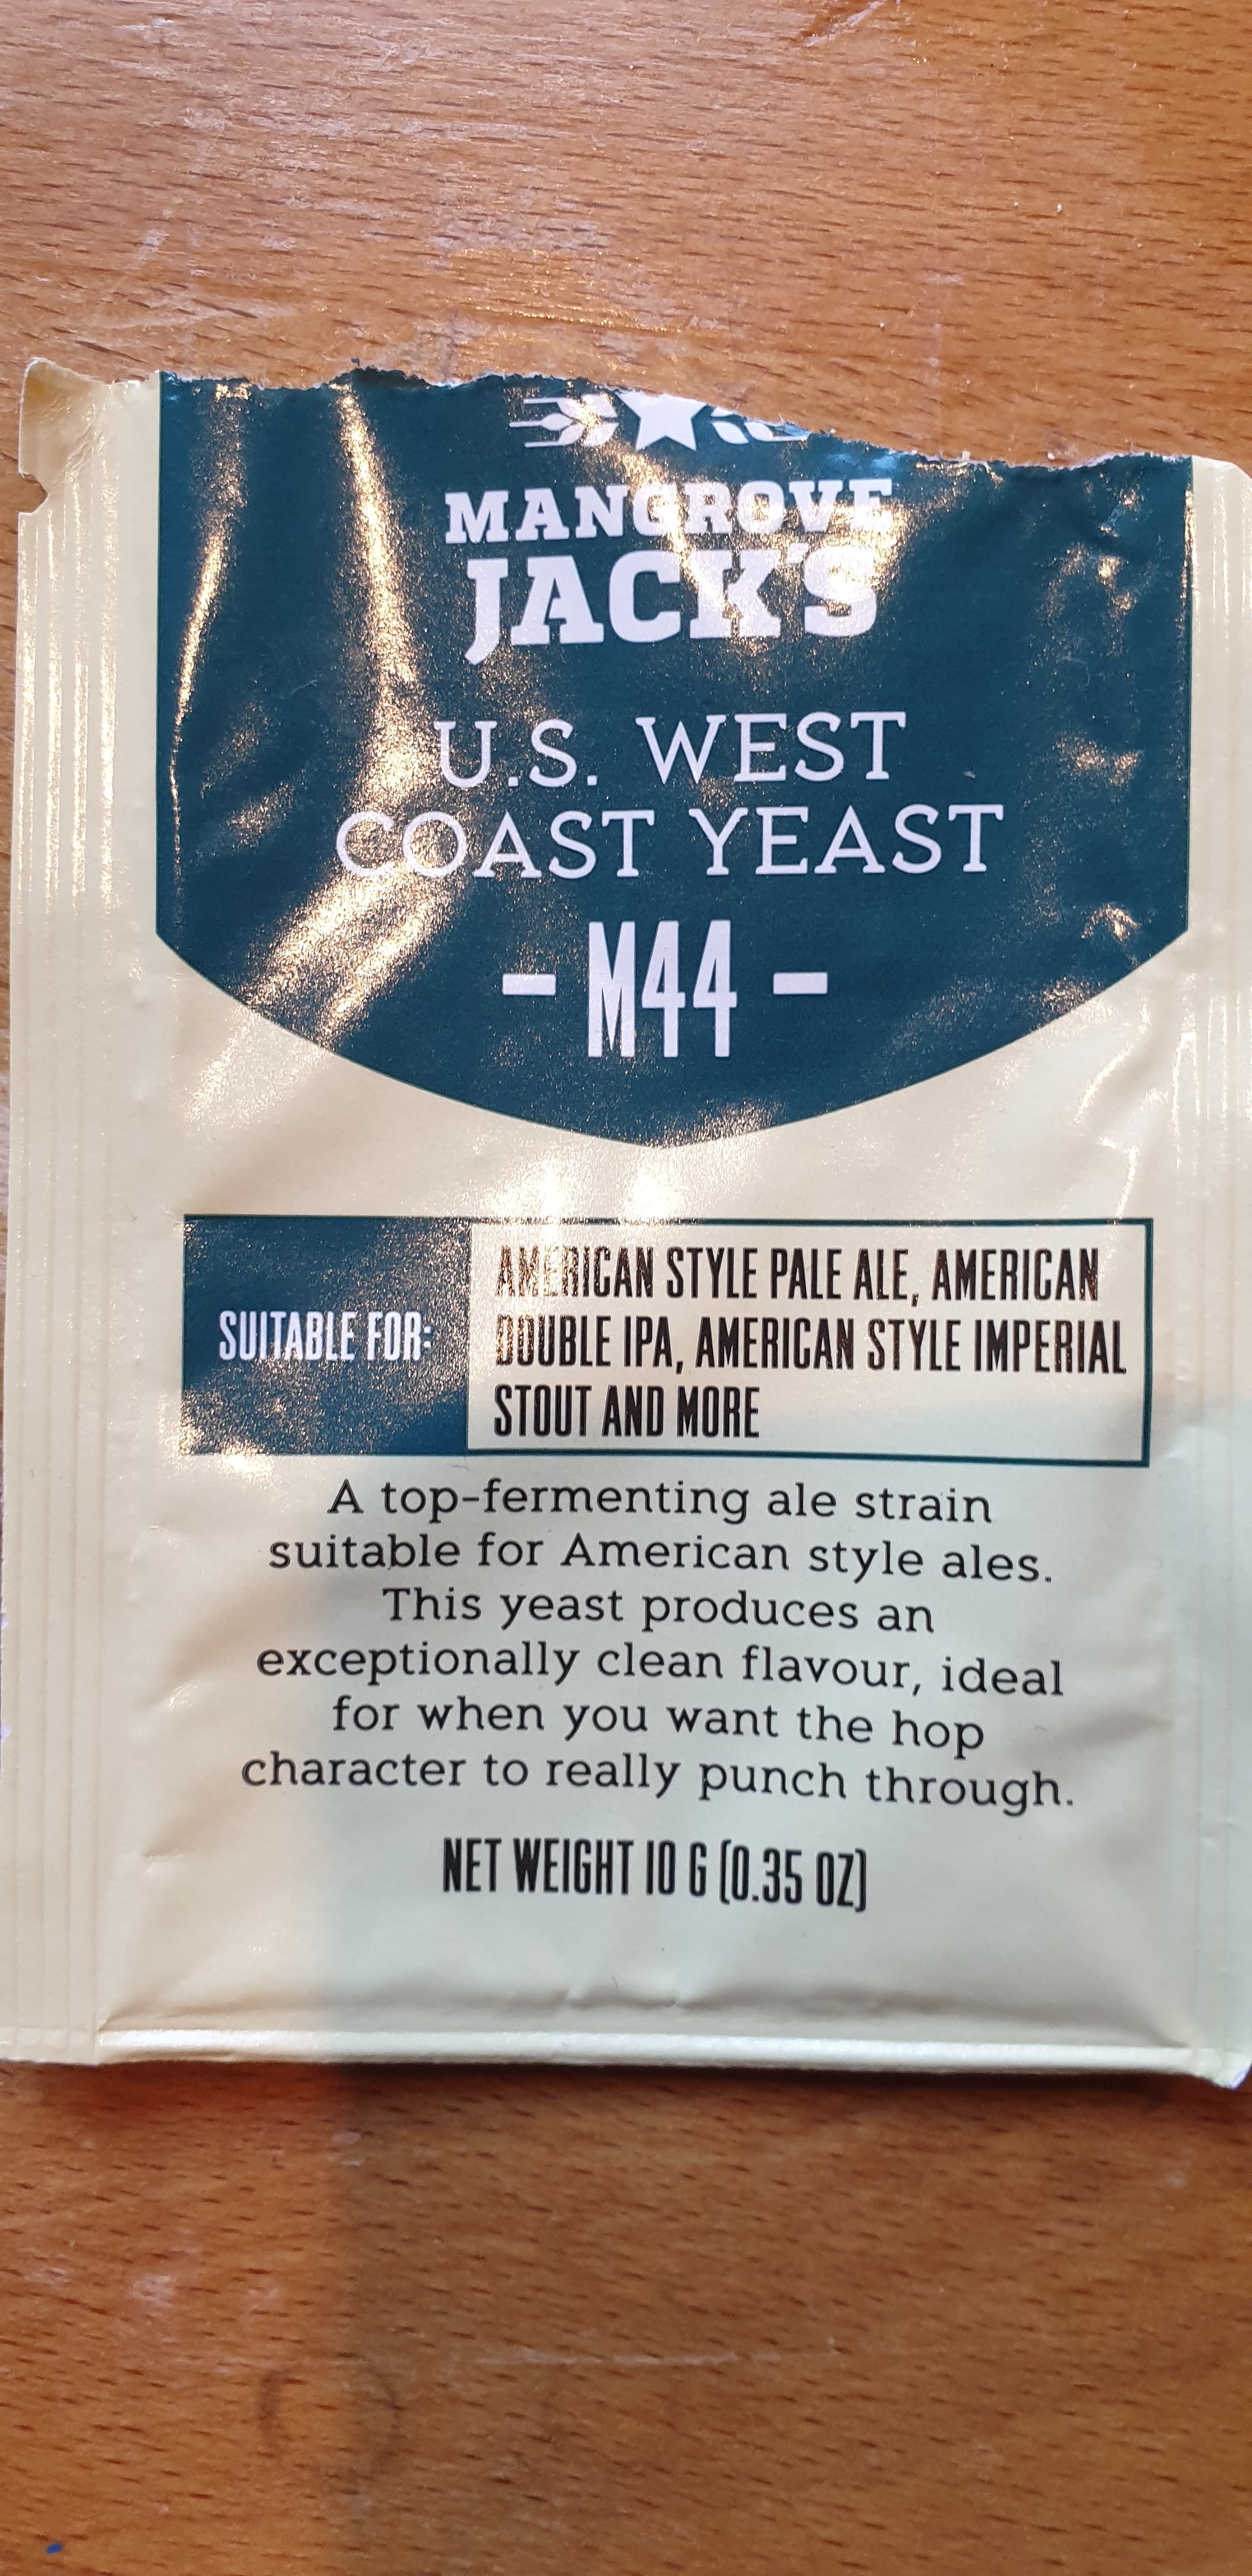 MANGROVE
JACK'S
U.S. WEST
COAST YEAST
- M44 -
SUITABLE FOR:
AMERICAN STYLE PALE ALE, AMERICAN
DOUBLE IPA, AMERICAN STYLE IMPERIAL
STOUT AND MORE
A top-fermenting ale strain
suitable for American style ales.
This yeast produces an
exceptionally clean flavour, ideal
for when you want the hop
character to really punch through.
NET WEIGHT 10 G (0.35 OZ)